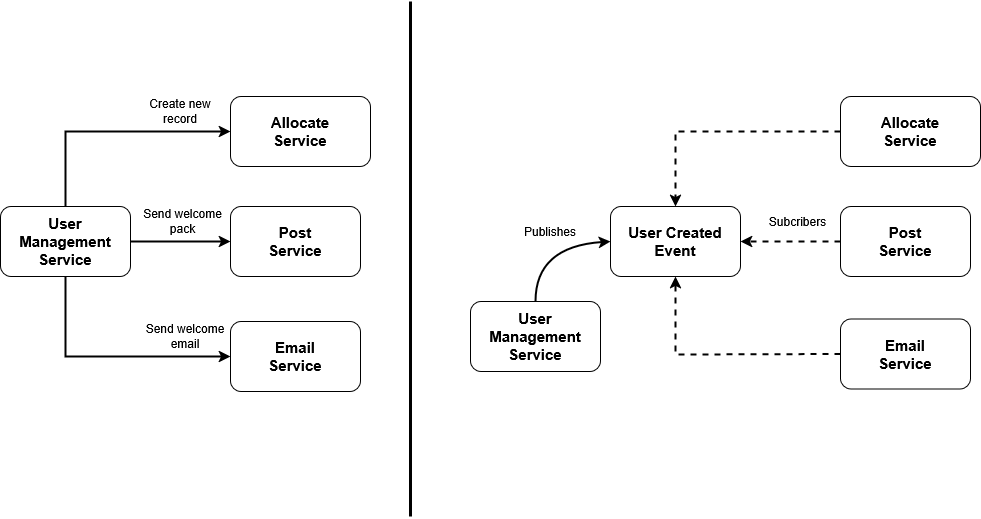 Create new
record
Allocate
Service
User
Management
Service
Send welcome
pack
Post
Service
Send welcome
email
Email
Service
Allocate
Service
Publishes
User Created
Event
Subcribers
Post
Service
User
Management
Service
Email
Service